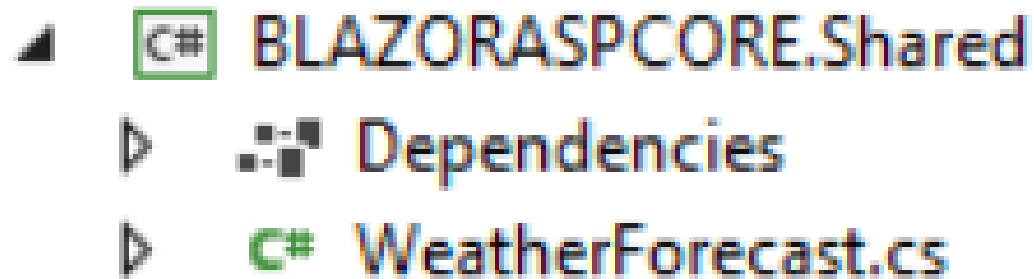 C# BLAZORASPCORE.Shared
Dependencies
C# WeatherForecast.cs